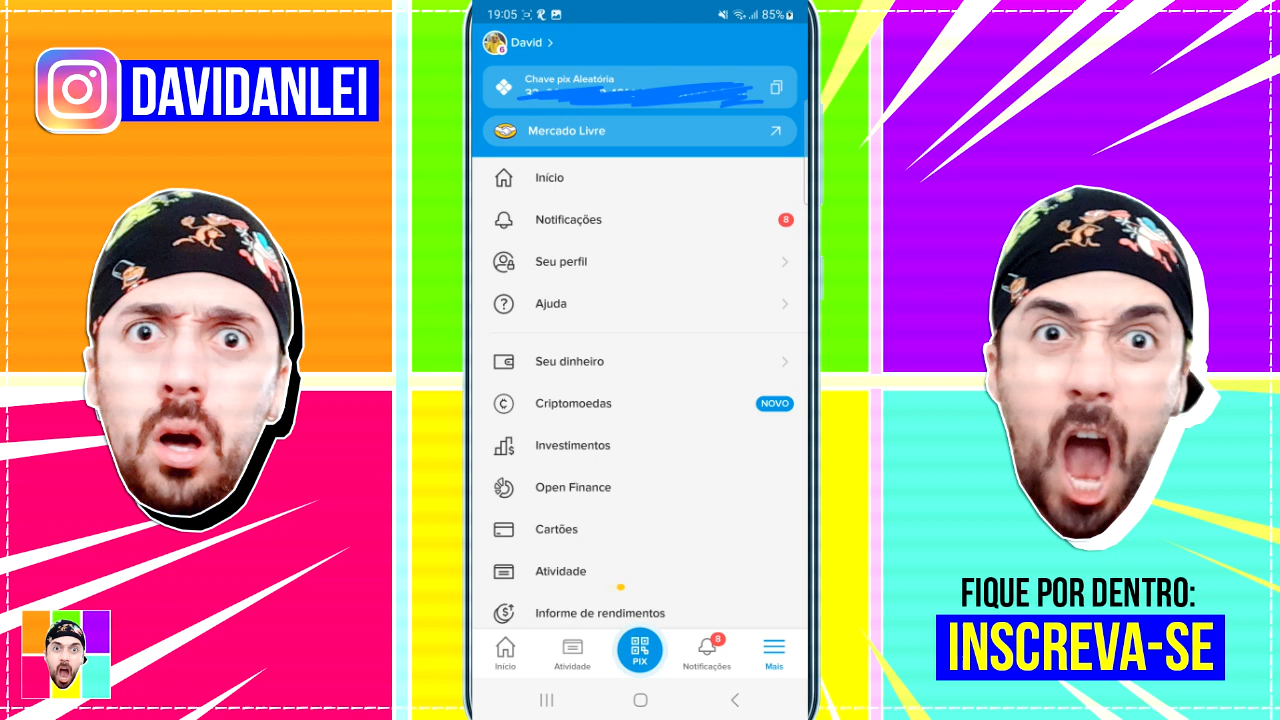 DAVIDANLEI
19:05
85%
David
Chave pix Aleatória
Mercado Livre
Início
Notificações
8
Seu perfil
Ajuda
Seu dinheiro
Criptomoedas
NOVO
Investimentos
Open Finance
Cartões
Atividade
Informe de rendimentos
Início
Atividade
PIX
Notificações
8
Mais
FIQUE POR DENTRO:
INSCREVA-SE